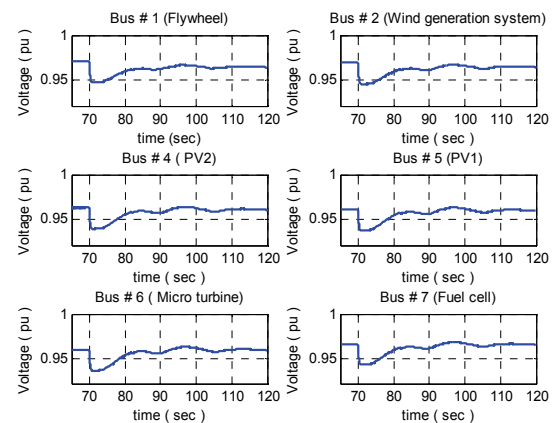 Bus # 1 (Flywheel)
Voltage ( pu )
1
0.95
70 80 90 100 110 120
time (sec)
Bus # 2 (Wind generation system)
Voltage ( pu )
1
0.95
70 80 90 100 110 120
time ( sec )
Bus # 4 ( PV2)
Voltage ( pu )
1
0.95
70 80 90 100 110 120
time ( sec )
Bus # 5 (PV1)
Voltage ( pu )
1
0.95
70 80 90 100 110 120
time ( sec )
Bus # 6 ( Micro turbine)
Voltage ( pu )
1
0.95
70 80 90 100 110 120
time ( sec )
Bus # 7 (Fuel cell)
Voltage ( pu )
1
0.95
70 80 90 100 110 120
time ( sec )